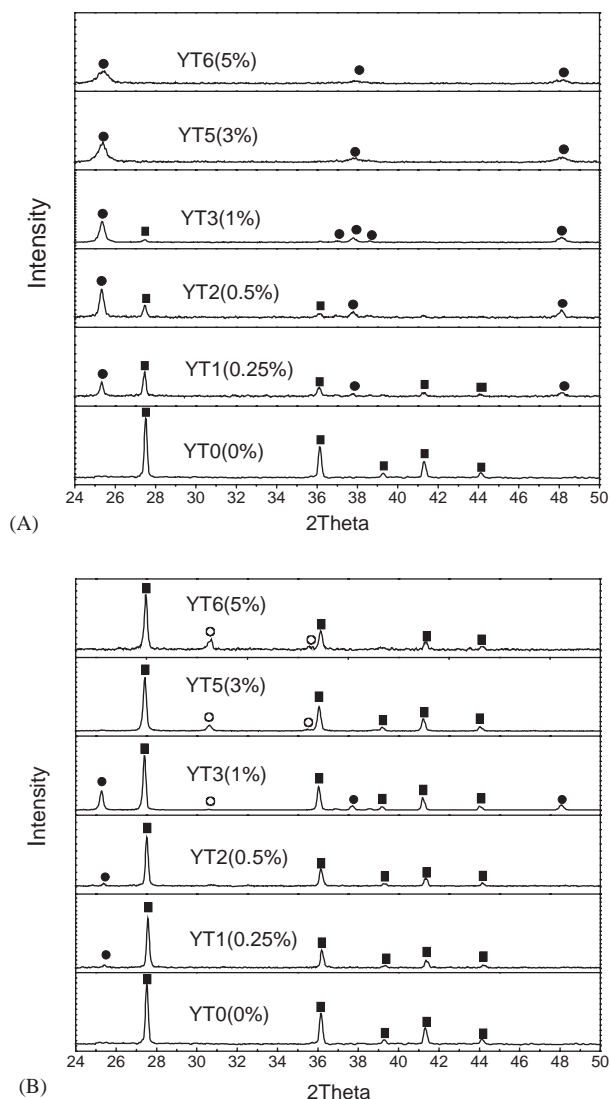 YT6(5%)
YT5(3%)
YT3(1%)
YT2(0.5%)
YT1(0.25%)
YT0(0%)
Intensity
24 26 28 30 32 34 36 38 40 42 44 46 48 50
2Theta
(A)
YT6(5%)
YT5(3%)
YT3(1%)
YT2(0.5%)
YT1(0.25%)
YT0(0%)
Intensity
24 26 28 30 32 34 36 38 40 42 44 46 48 50
2Theta
(B)